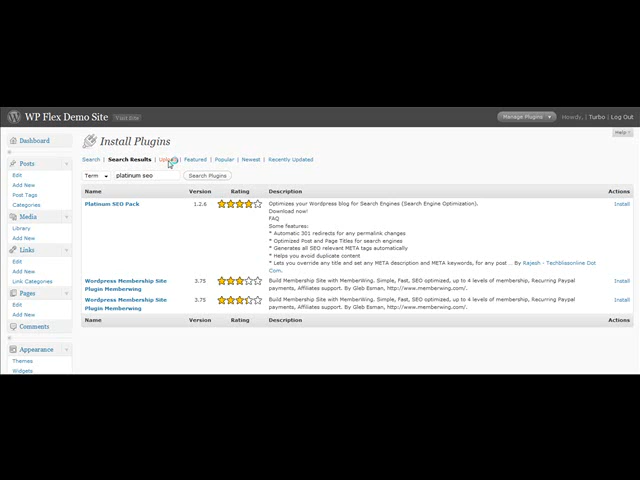 WP Flex Demo Site Visit Site Manage Plugins Howdy, | Turbo | Log Out
Help
Dashboard
Posts
Edit
Add New
Post Tags
Categories
Media
Library
Add New
Links
Edit
Add New
Link Categories
Pages
Edit
Add New
Comments
Appearance
Themes
Widgets
Install Plugins
Search | Search Results | | Featured | Popular | Newest | Recently Updated
Term platinum seo Search Plugins
Name Version Rating Description Actions
Platinum SEO Pack 1.2.6 Optimizes your Wordpress blog for Search Engines (Search Engine Optimization). Install
Download now!
FAQ
Some features:
* Automatic 301 redirects for any permalink changes
* Optimized Post and Page Titles for search engines
* Generates all SEO relevant META tags automatically
* Helps you avoid duplicate content
* Lets you override any title and set any META description and META keywords, for any post ... By Rajesh - Techblissonline Dot
Com.
Wordpress Membership Site 3.75 Build Membership Site with MemberWing. Simple, Fast, SEO optimized, up to 4 levels of membership, Recurring Paypal Install
Plugin Memberwing payments, Affiliates support. By Gleb Esman, http://www.memberwing.com/.
Wordpress Membership Site 3.75 Build Membership Site with MemberWing. Simple, Fast, SEO optimized, up to 4 levels of membership, Recurring Paypal Install
Plugin Memberwing payments, Affiliates support. By Gleb Esman, http://www.memberwing.com/.
Name Version Rating Description Actions